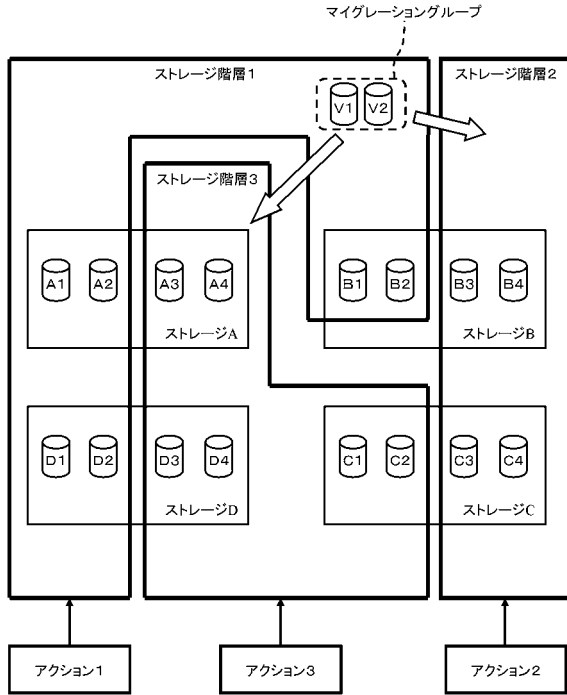 マイグレーショングループ
ストレージ階層1
ストレージ階層2
V1 V2
ストレージ階層3
A1 A2 A3 A4
B1 B2 B3 B4
ストレージA
ストレージB
D1 D2 D3 D4
C1 C2 C3 C4
ストレージD
ストレージC
アクション1
アクション3
アクション2